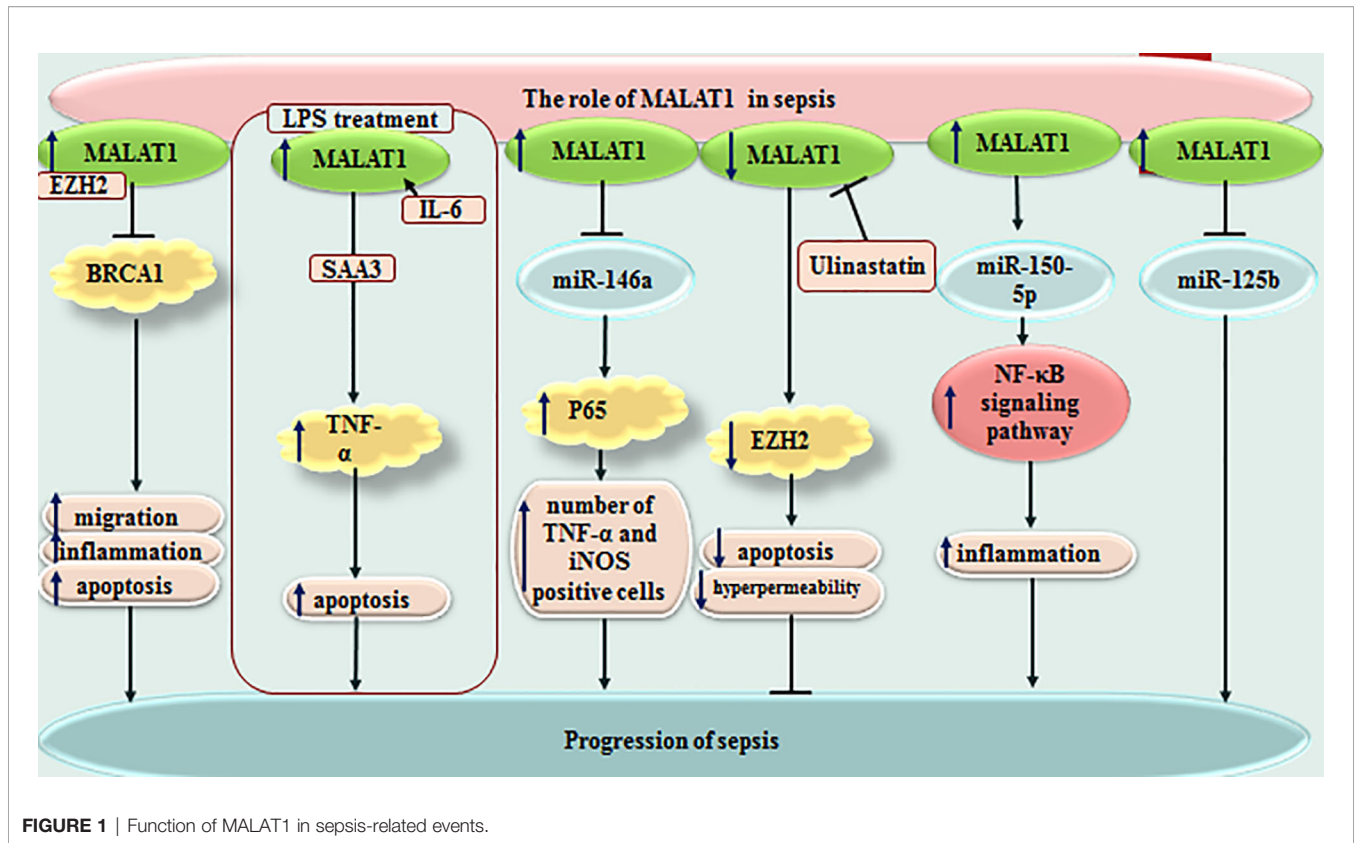 The role of MALAT1 in sepsis
MALAT1
EZH2
BRCA1
migration
inflammation
apoptosis
LPS treatment
MALAT1
IL-6
SAA3
TNF-
α
apoptosis
MALAT1
miR-146a
P65
number of
TNF-α and
iNOS
positive cells
MALAT1
Ulinastatin
EZH2
apoptosis
hyperpermeability
MALAT1
miR-150-
5p
NF-κB
signaling
pathway
inflammation
MALAT1
miR-125b
Progression of sepsis
FIGURE 1 | Function of MALAT1 in sepsis-related events.